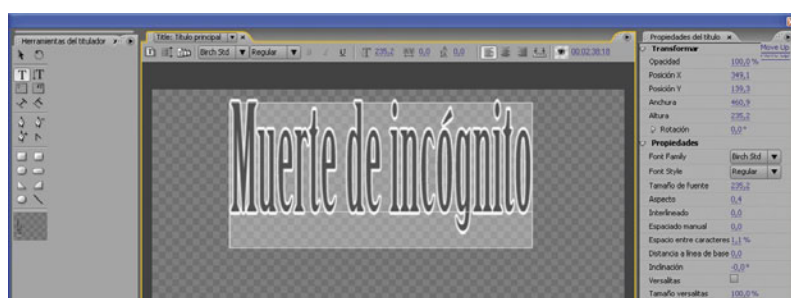 Herramientas del titulador
Title: Título principal
Propiedades del título
Birch Std Regular 235,2 0,0 0,0 00:02:38:18
T T
Muerte de incógnito
Transformar
Move Up
Opacidad 100,0 %
Posición X 349,1
Posición Y 139,3
Anchura 460,9
Altura 235,2
Rotación 0,0 °
Propiedades
Font Family Birch Std
Font Style Regular
Tamaño de fuente 235,2
Aspecto 0,4
Interlineado 0,0
Espaciado manual 0,0
Espacio entre caracteres 1,1 %
Distancia a línea de base 0,0
Inclinación -0,0 °
Versalitas
Tamaño versalitas 100,0 %